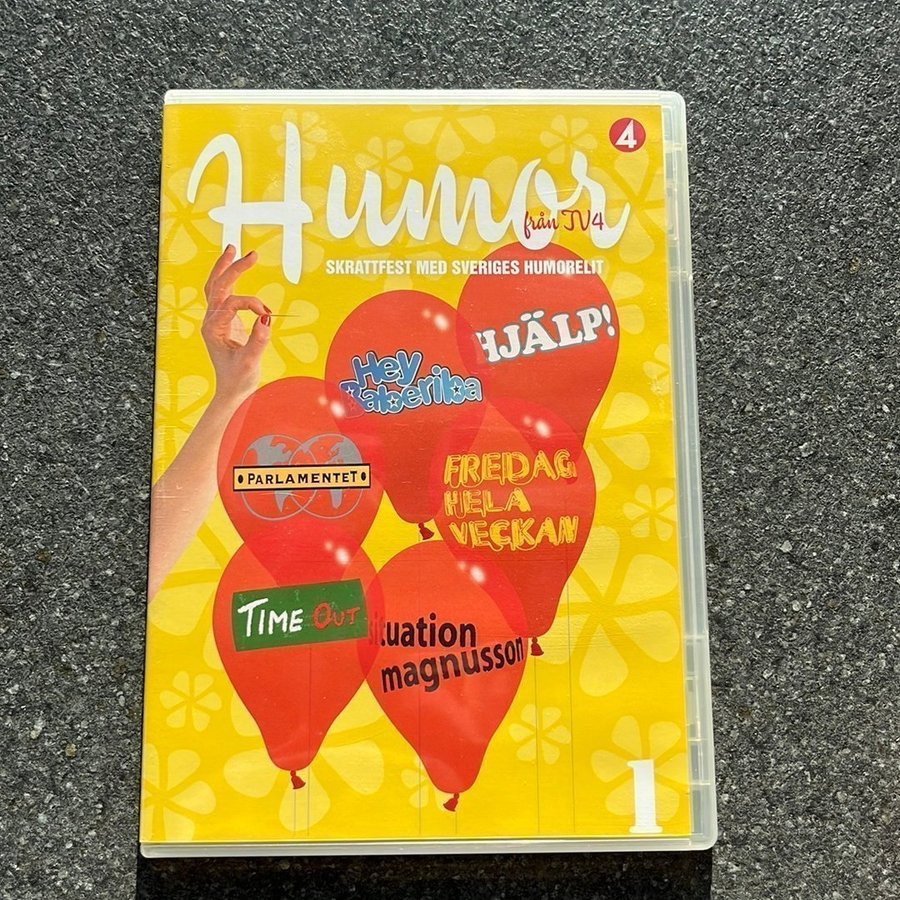 4
Humor
från TV4
SKRATTFEST MED SVERIGES HUMORELIT
HJÄLP!
Hey
Baberiba
PARLAMENTET
FREDAG
HELA
VECKAN
TIME OUT
situation
magnusson
1